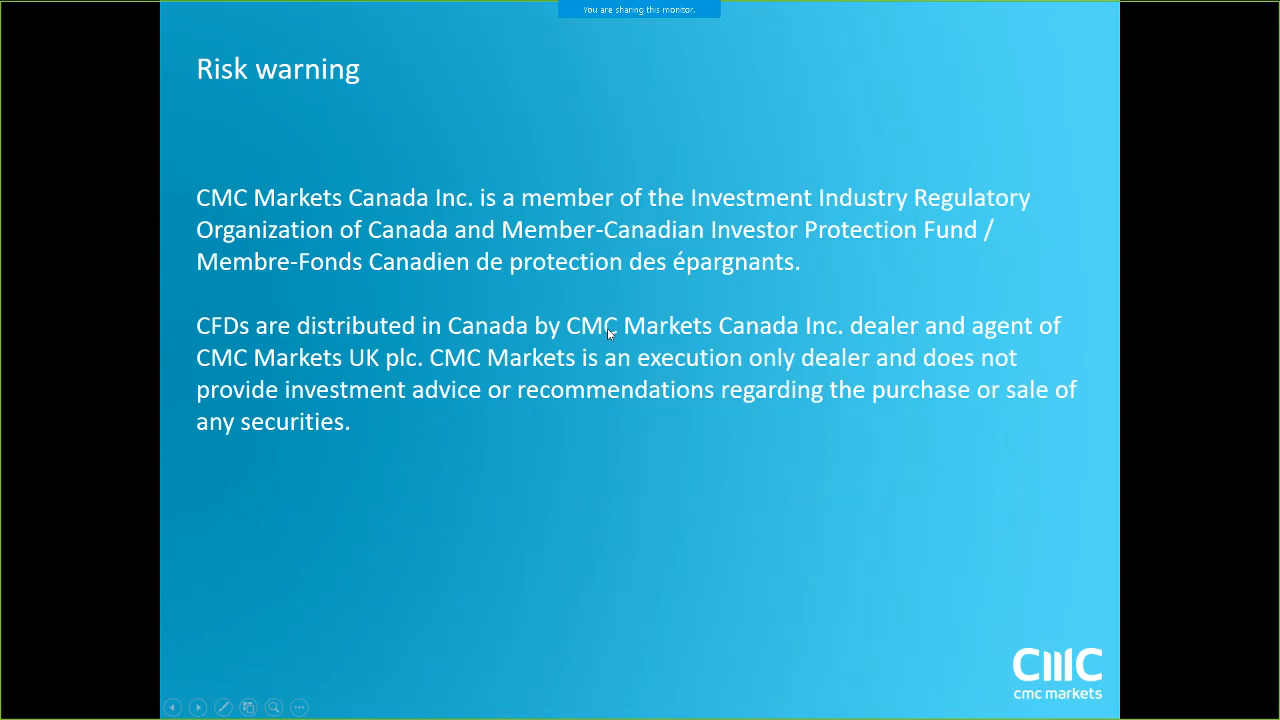 You are sharing this monitor.
Risk warning
CMC Markets Canada Inc. is a member of the Investment Industry Regulatory
Organization of Canada and Member-Canadian Investor Protection Fund /
Membre-Fonds Canadien de protection des épargnants.
CFDs are distributed in Canada by CMC Markets Canada Inc. dealer and agent of
CMC Markets UK plc. CMC Markets is an execution only dealer and does not
provide investment advice or recommendations regarding the purchase or sale of
any securities.
CMC
cmc markets